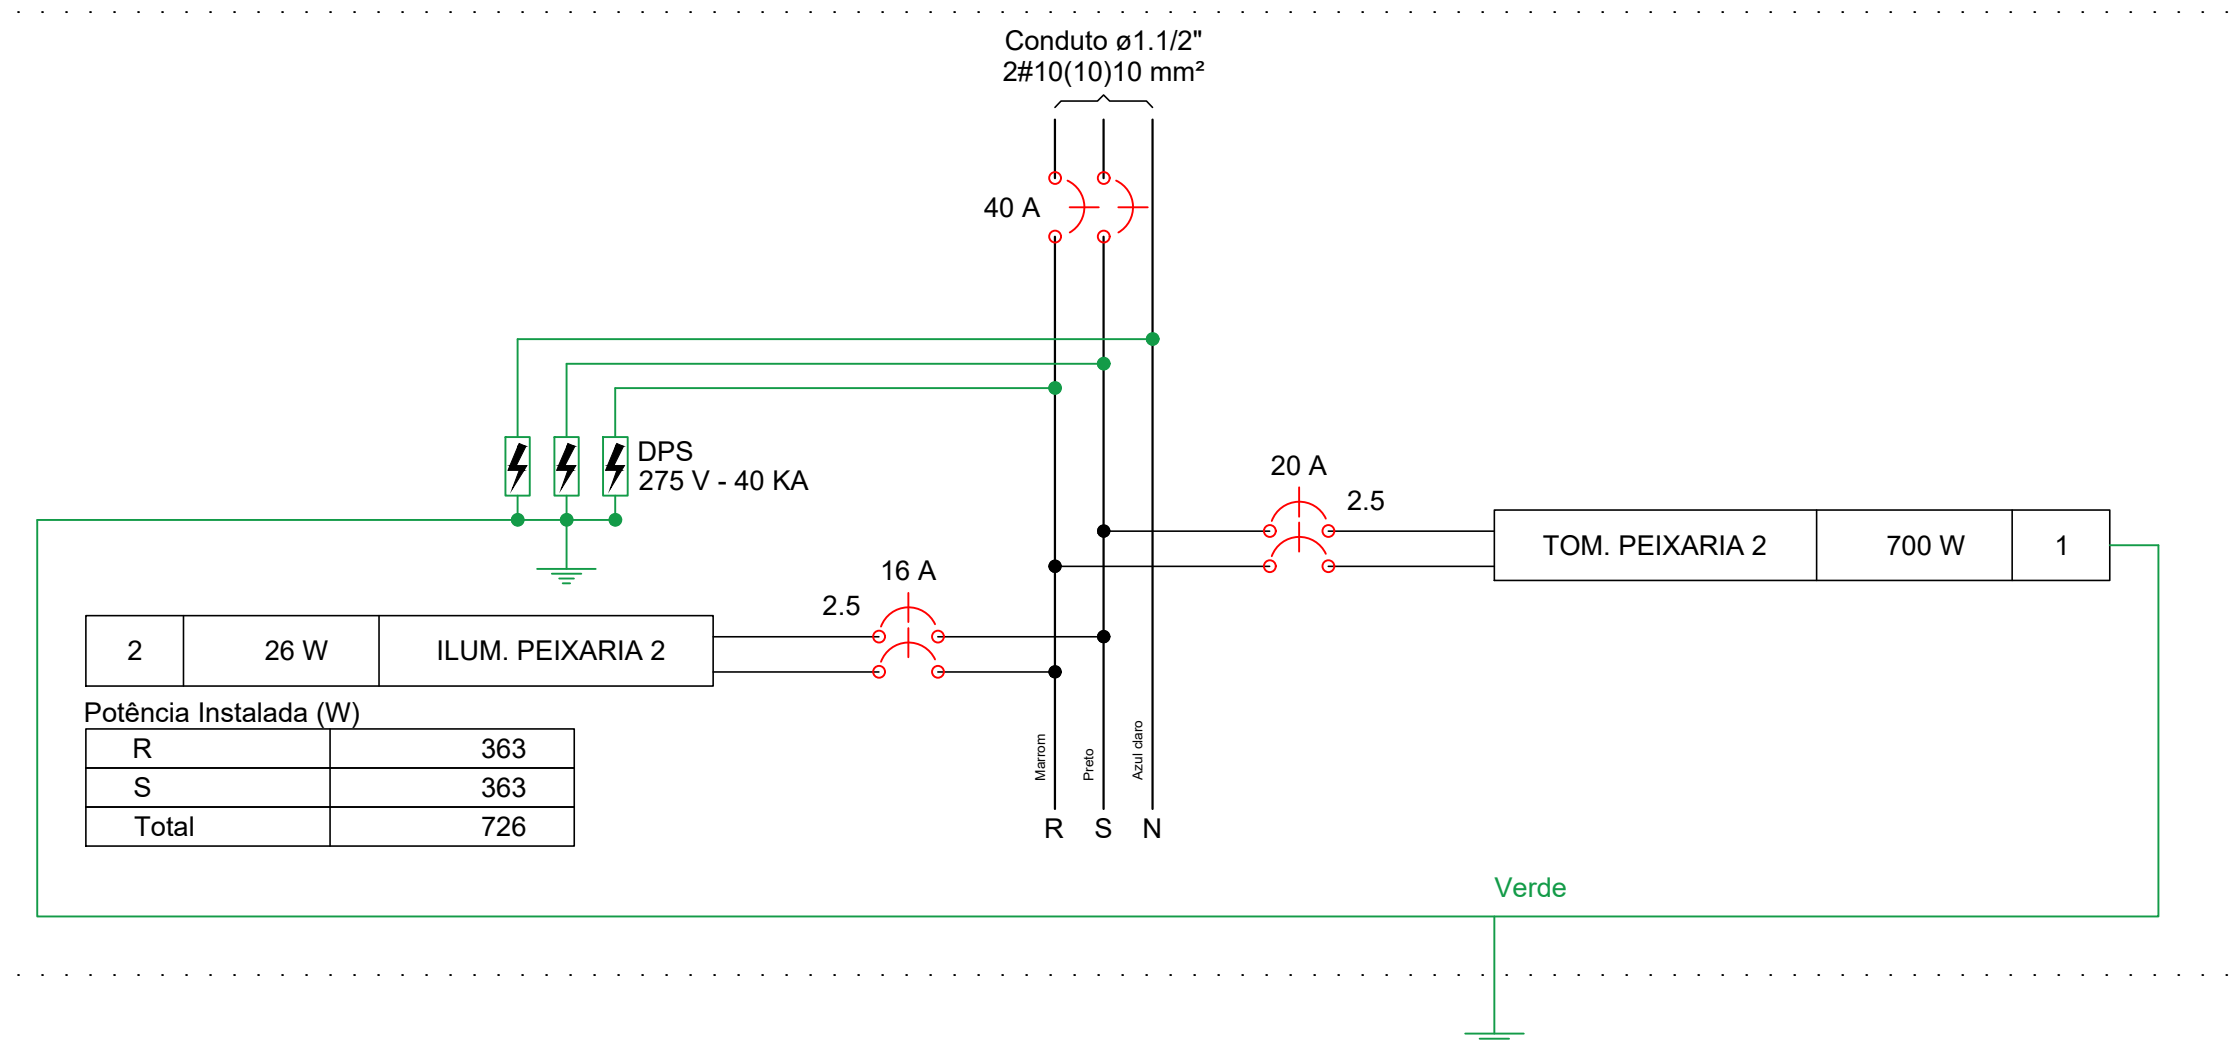 Conduto ø1.1/2"
2#10(10)10 mm²
40 A
DPS
275 V - 40 KA
20 A
2.5
TOM. PEIXARIA 2 700 W 1
16 A
2.5
2 26 W ILUM. PEIXARIA 2
Potência Instalada (W)
R 363
S 363
Total 726
Marrom
Preto
Azul claro
R S N
Verde